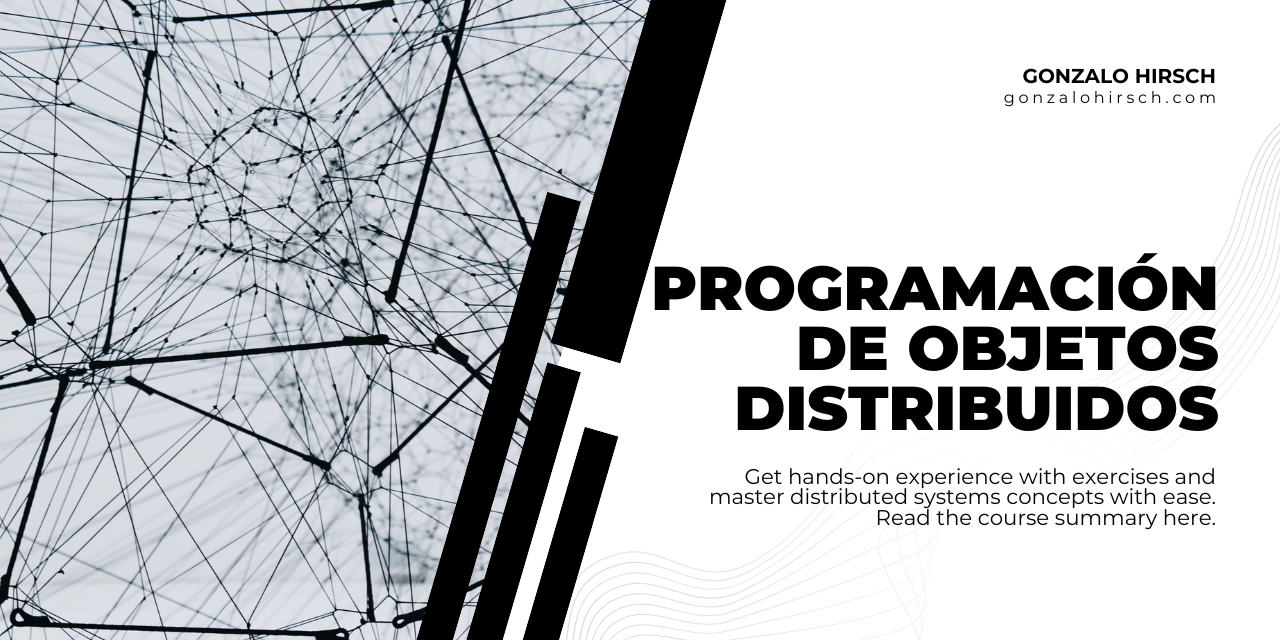 GONZALO HIRSCH
gonzalohirsch.com
PROGRAMACIÓN
DE OBJETOS
DISTRIBUIDOS
Get hands-on experience with exercises and
master distributed systems concepts with ease.
Read the course summary here.